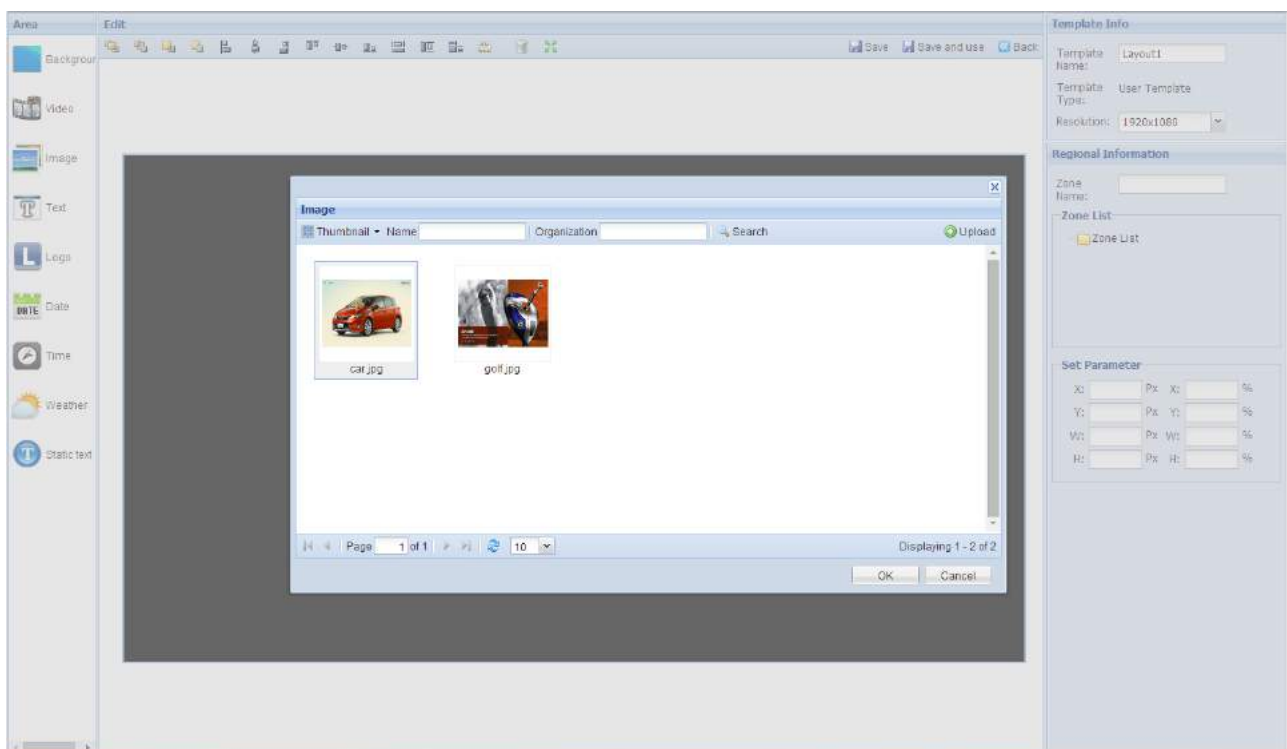 Area
Edit
Template Info
Save
Save and use
Back
Backgrour
Video
Image
Text
Logo
DATE
Date
Time
Weather
Static text
Template Name:
Layout1
Template Type:
User Template
Resolution:
1920x1080
Regional Information
Zone Name:
Zone List
Zone List
Set Parameter
X: Px X: %
Y: Px Y: %
W: Px W: %
H: Px H: %
Image
Thumbnail Name Organization Search Upload
car.jpg
golf.jpg
Page 1 of 1 10 Displaying 1 - 2 of 2
OK Cancel